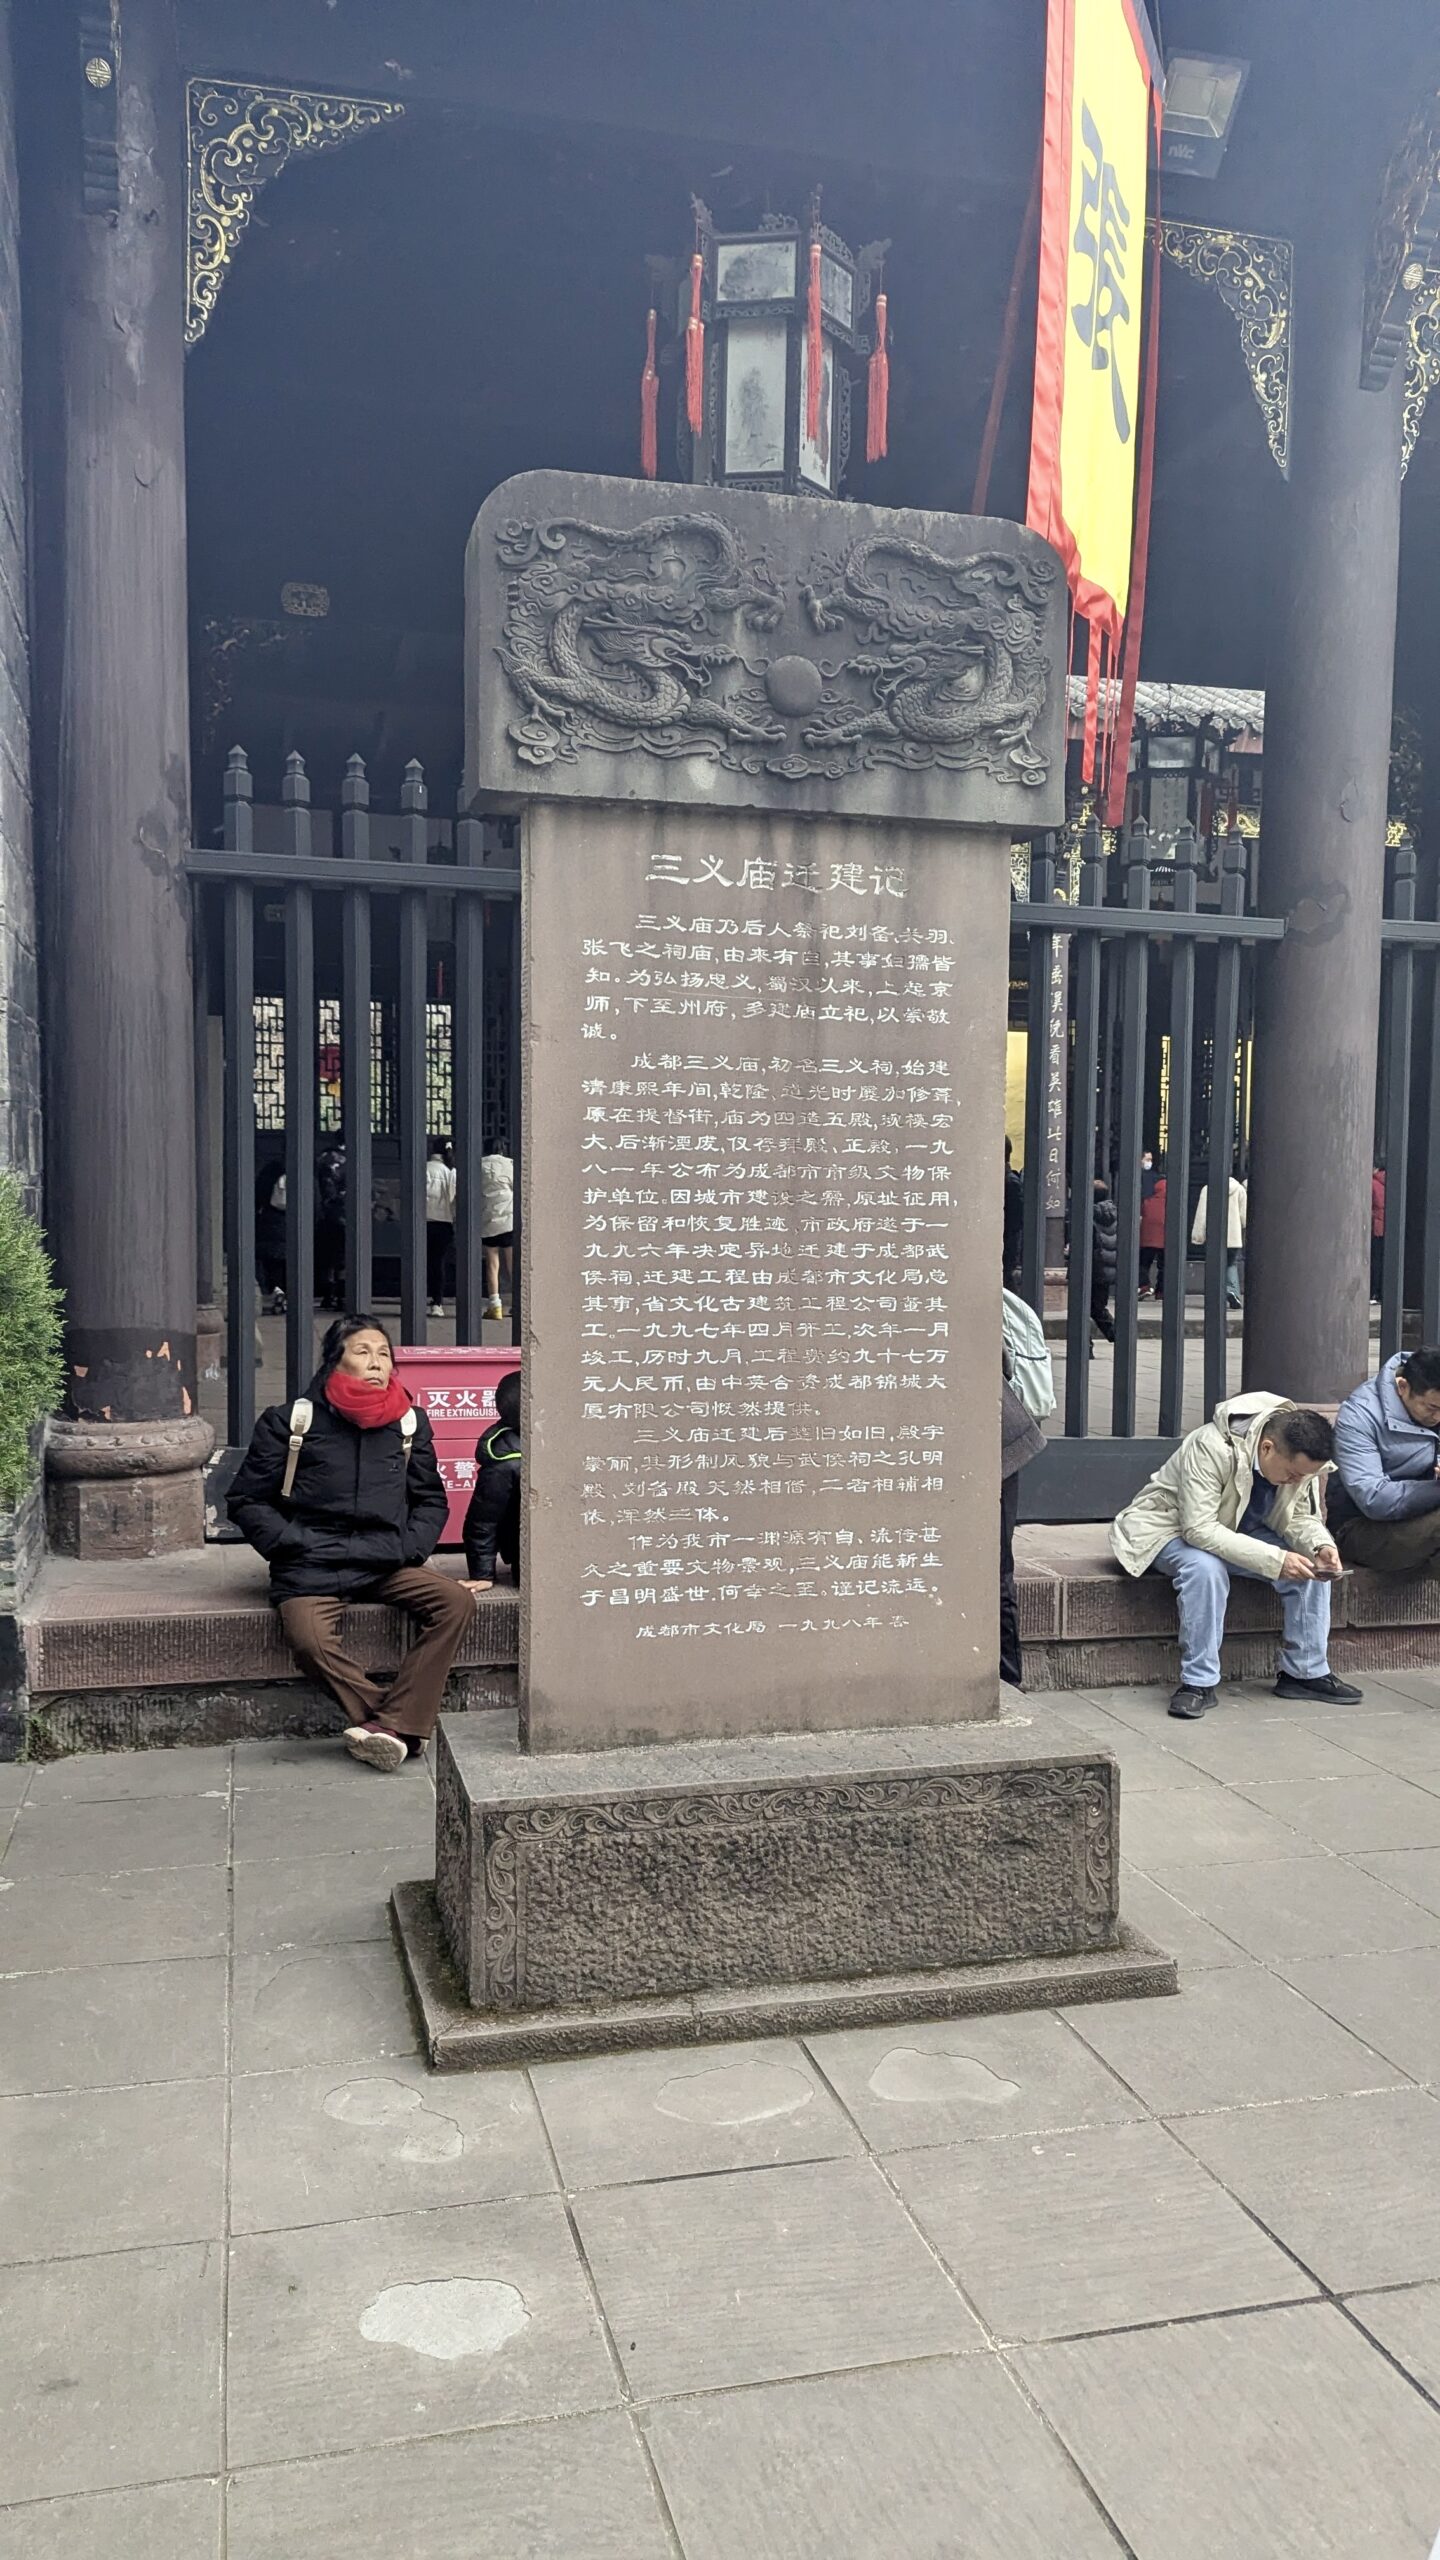 三义庙迁建记
三义庙乃后人祭祀刘备、关羽、
张飞之祠庙,由来有自,其事妇孺皆
知。为弘扬忠义,蜀汉以来,上起京
师,下至州府,多建庙立祀,以崇敬
诚。
成都三义庙,初名三义祠,始建
清康熙年间,乾隆、道光时屡加修葺,
原在提督街,庙为四造五殿,规模宏
大、后渐湮废,仅存拜殿、正殿,一九
八一年公布为成都市市级文物保
护单位。因城市建设之需,原址征用,
为保留和恢复胜迹,市政府遂于一
九九六年决定异地迁建于成都武
侯祠,迁建工程由成都市文化局总
其事,省文化古建筑工程公司董其
工。一九九七年四月开工,次年一月
竣工,历时九月,工程费约九十七万
元人民币,由中英合资成都锦城大
厦有限公司慨然提供。
三义庙迁建后整旧如旧,殿宇
崇丽,其形制风貌与武侯祠之孔明
殿、刘备殿天然相偕,二者相辅相
依,浑然一体。
作为我市一渊源有自、流传甚
久之重要文物景观,三义庙能新生
于昌明盛世,何幸之至。谨记流远。
成都市文化局 一九九八年春
灭火器
FIRE EXTINGUISH
火警
年岳漢悦看英雄此日何如
nvc